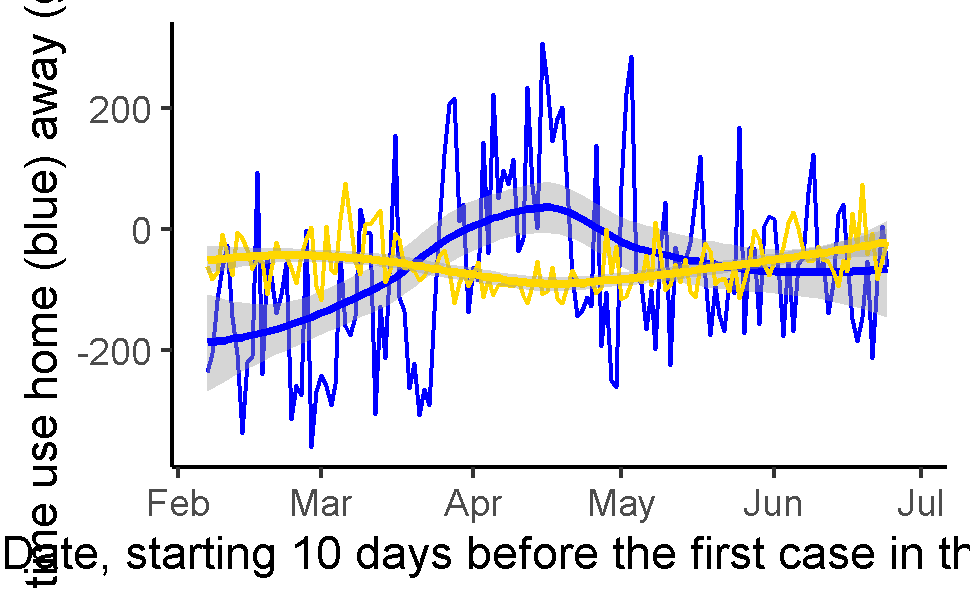 time use home (blue) away (
200
0
-200
Feb Mar Apr May Jun Jul
Date, starting 10 days before the first case in th